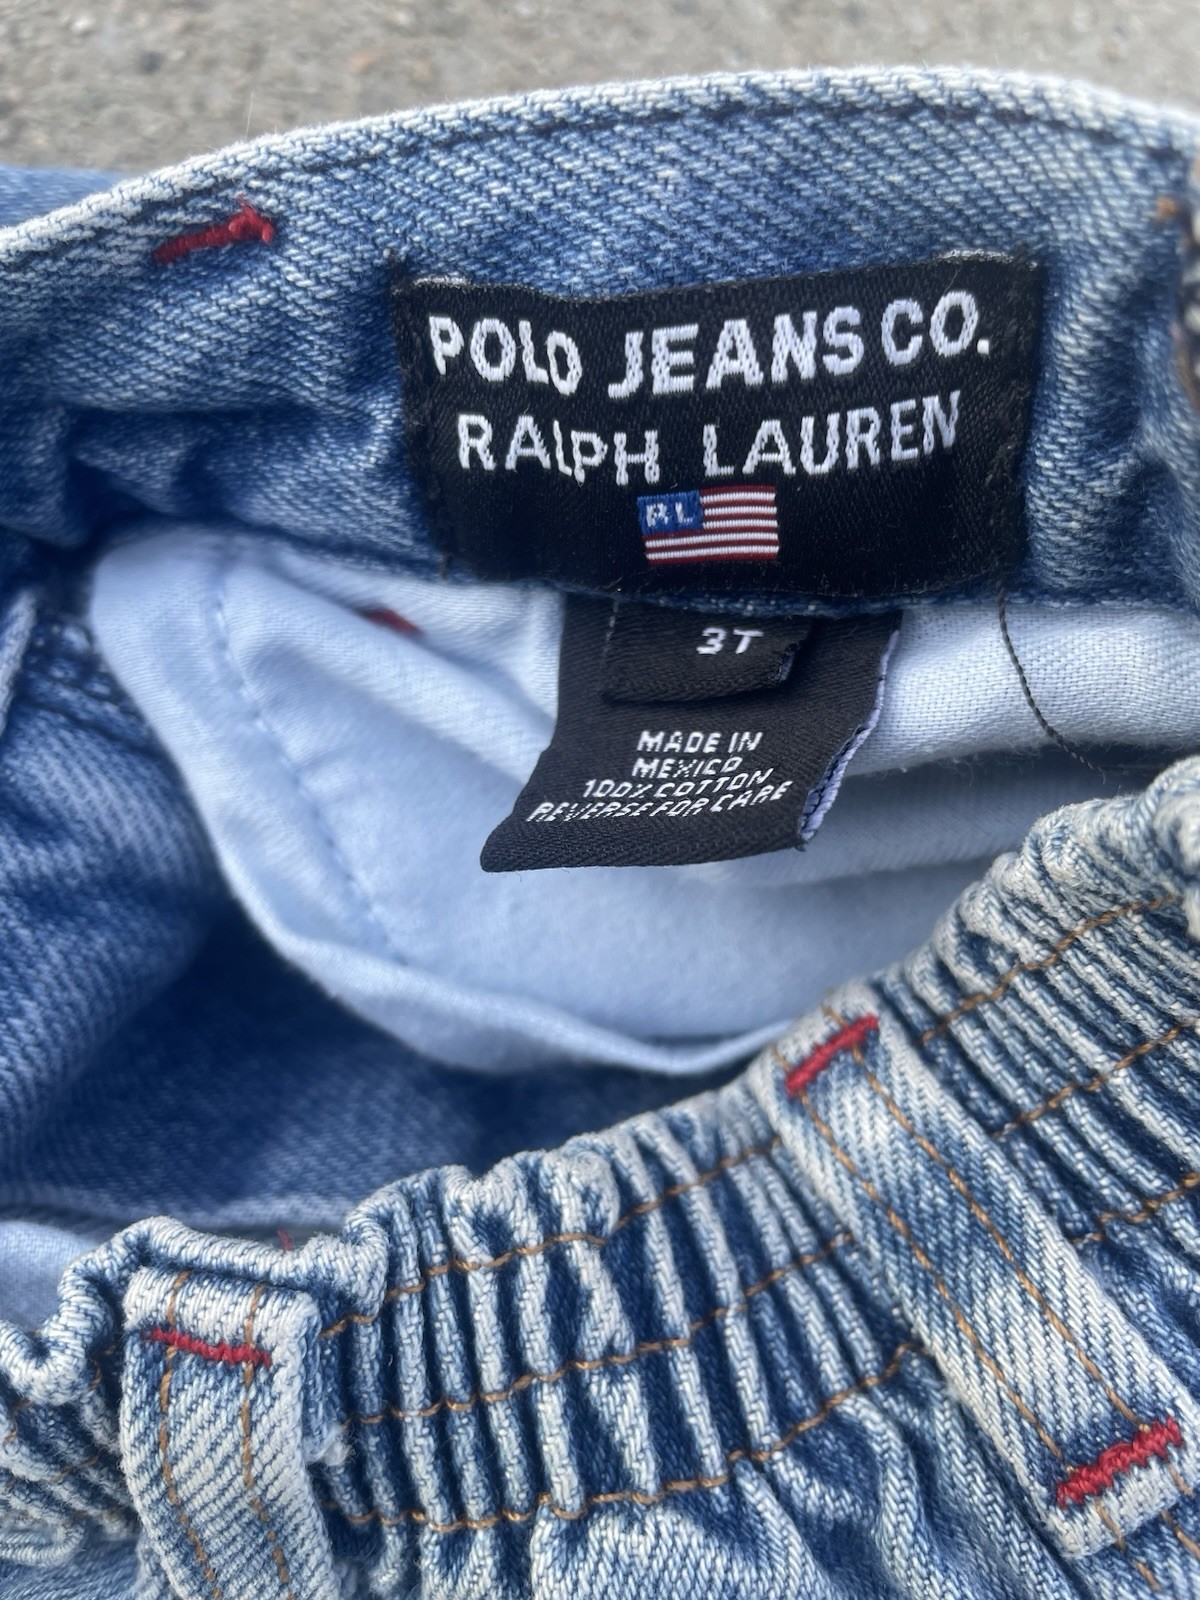 POLO JEANS CO.
RALPH LAUREN
RL
3T
MADE IN
MEXICO
100% COTTON
REVERSE FOR CARE